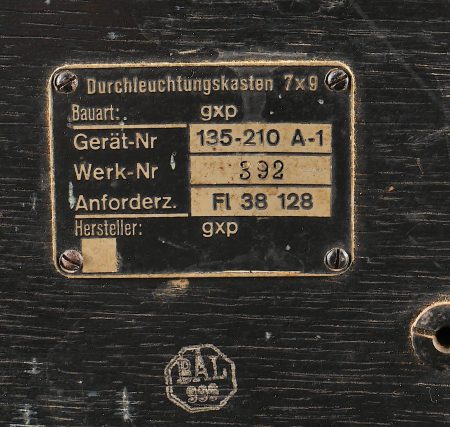 Durchleuchtungskasten 7x9
Bauart: gxp
Gerät-Nr 135-210 A-1
Werk-Nr 392
Anforderz. Fl 38 128
Hersteller: gxp
BAL
999